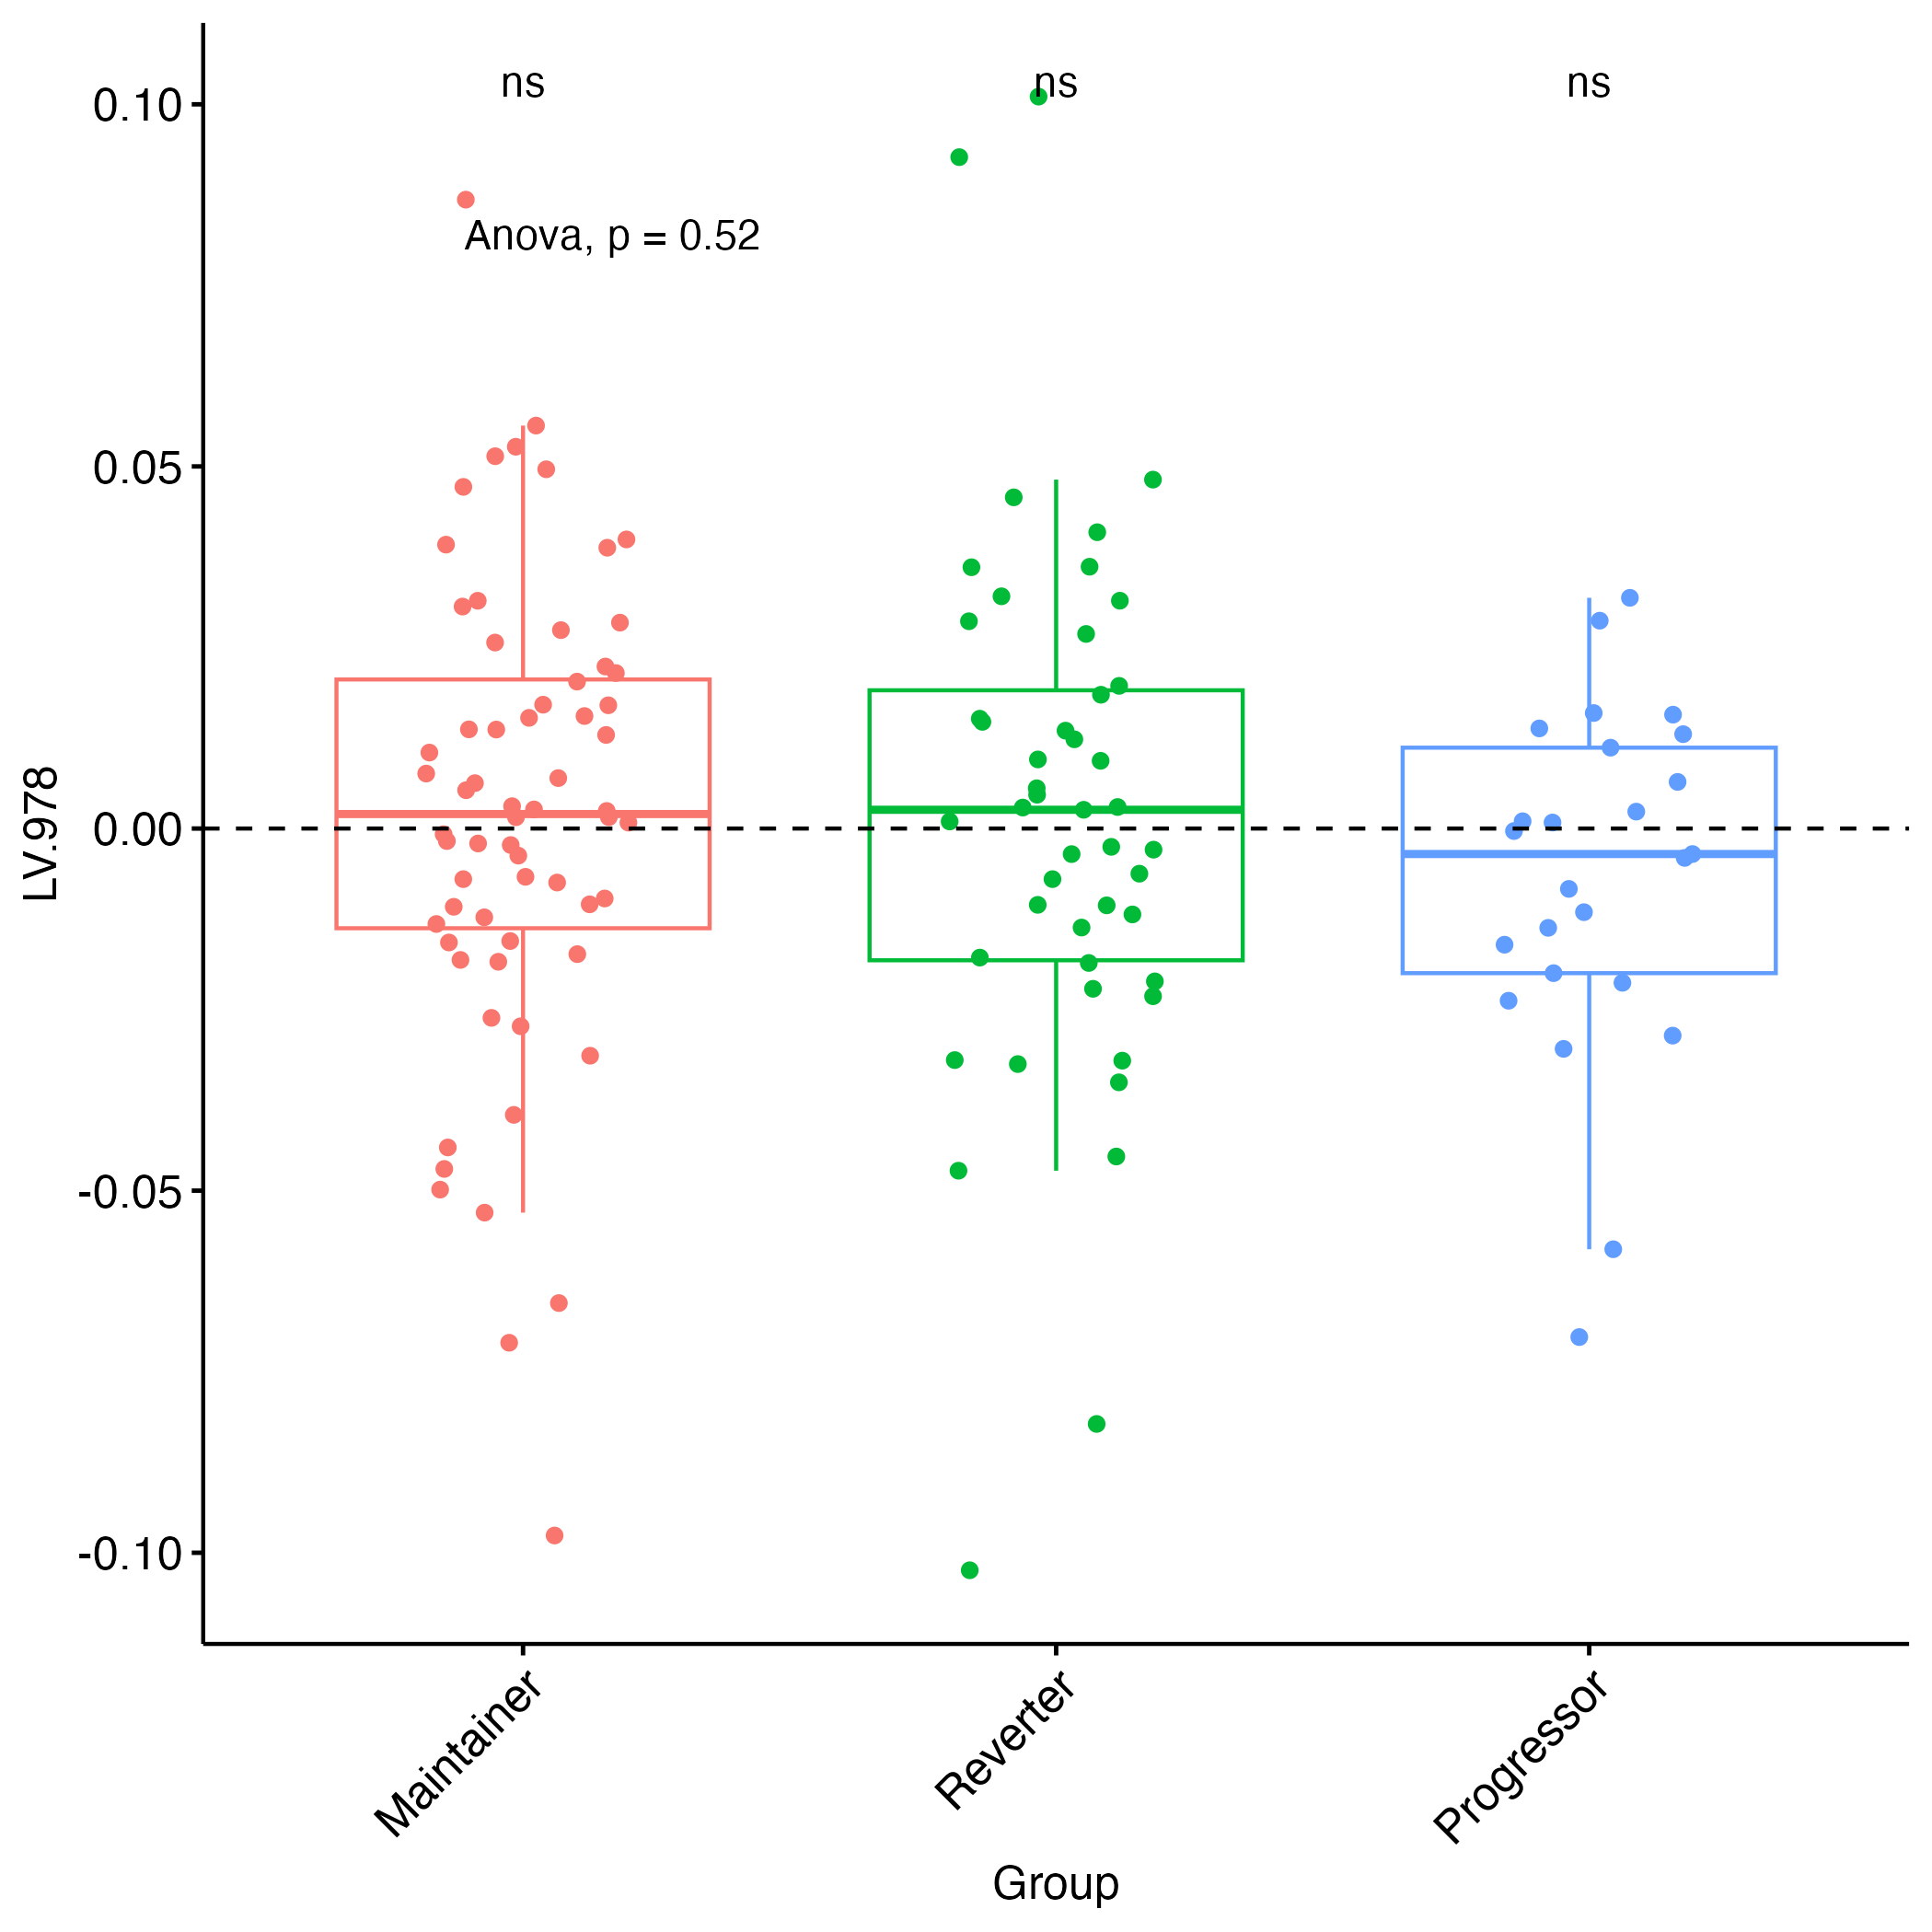 ns ns ns
Anova, p = 0.52
0.10
0.05
0.00
-0.05
-0.10
LV.978
Maintainer
Reverter
Progressor
Group